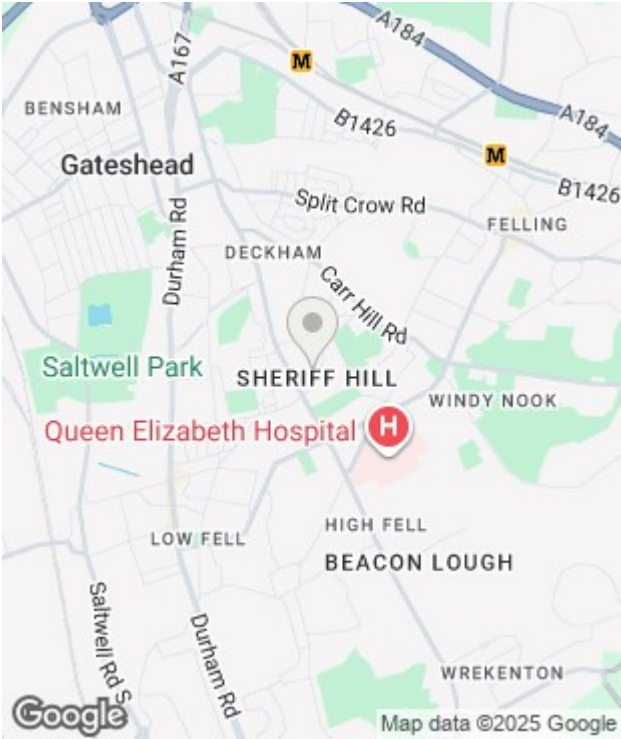 A184
A167
M
BENSHAM
B1426
A184
Gateshead
M
B1426
Split Crow Rd
FELLING
Durham Rd
DECKHAM
Carr Hill Rd
Saltwell Park
SHERIFF HILL
WINDY NOOK
Queen Elizabeth Hospital
H
HIGH FELL
LOW FELL
BEACON LOUGH
Saltwell Rd S
Durham Rd
WREKENTON
Google
Map data ©2025 Google